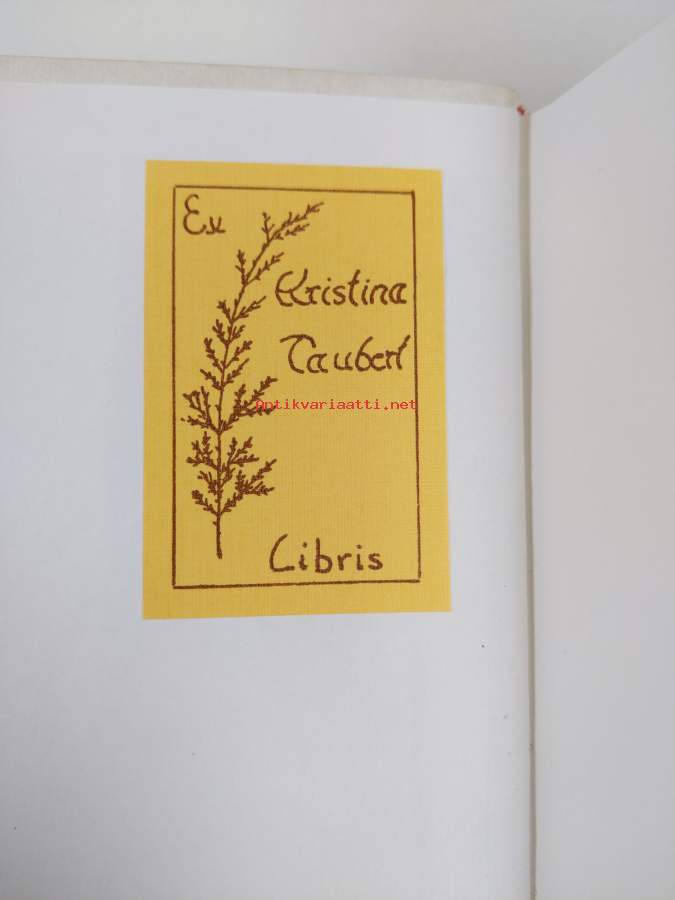 Ex
Kristina
Taubert
Antikvariaatti.net
Libris